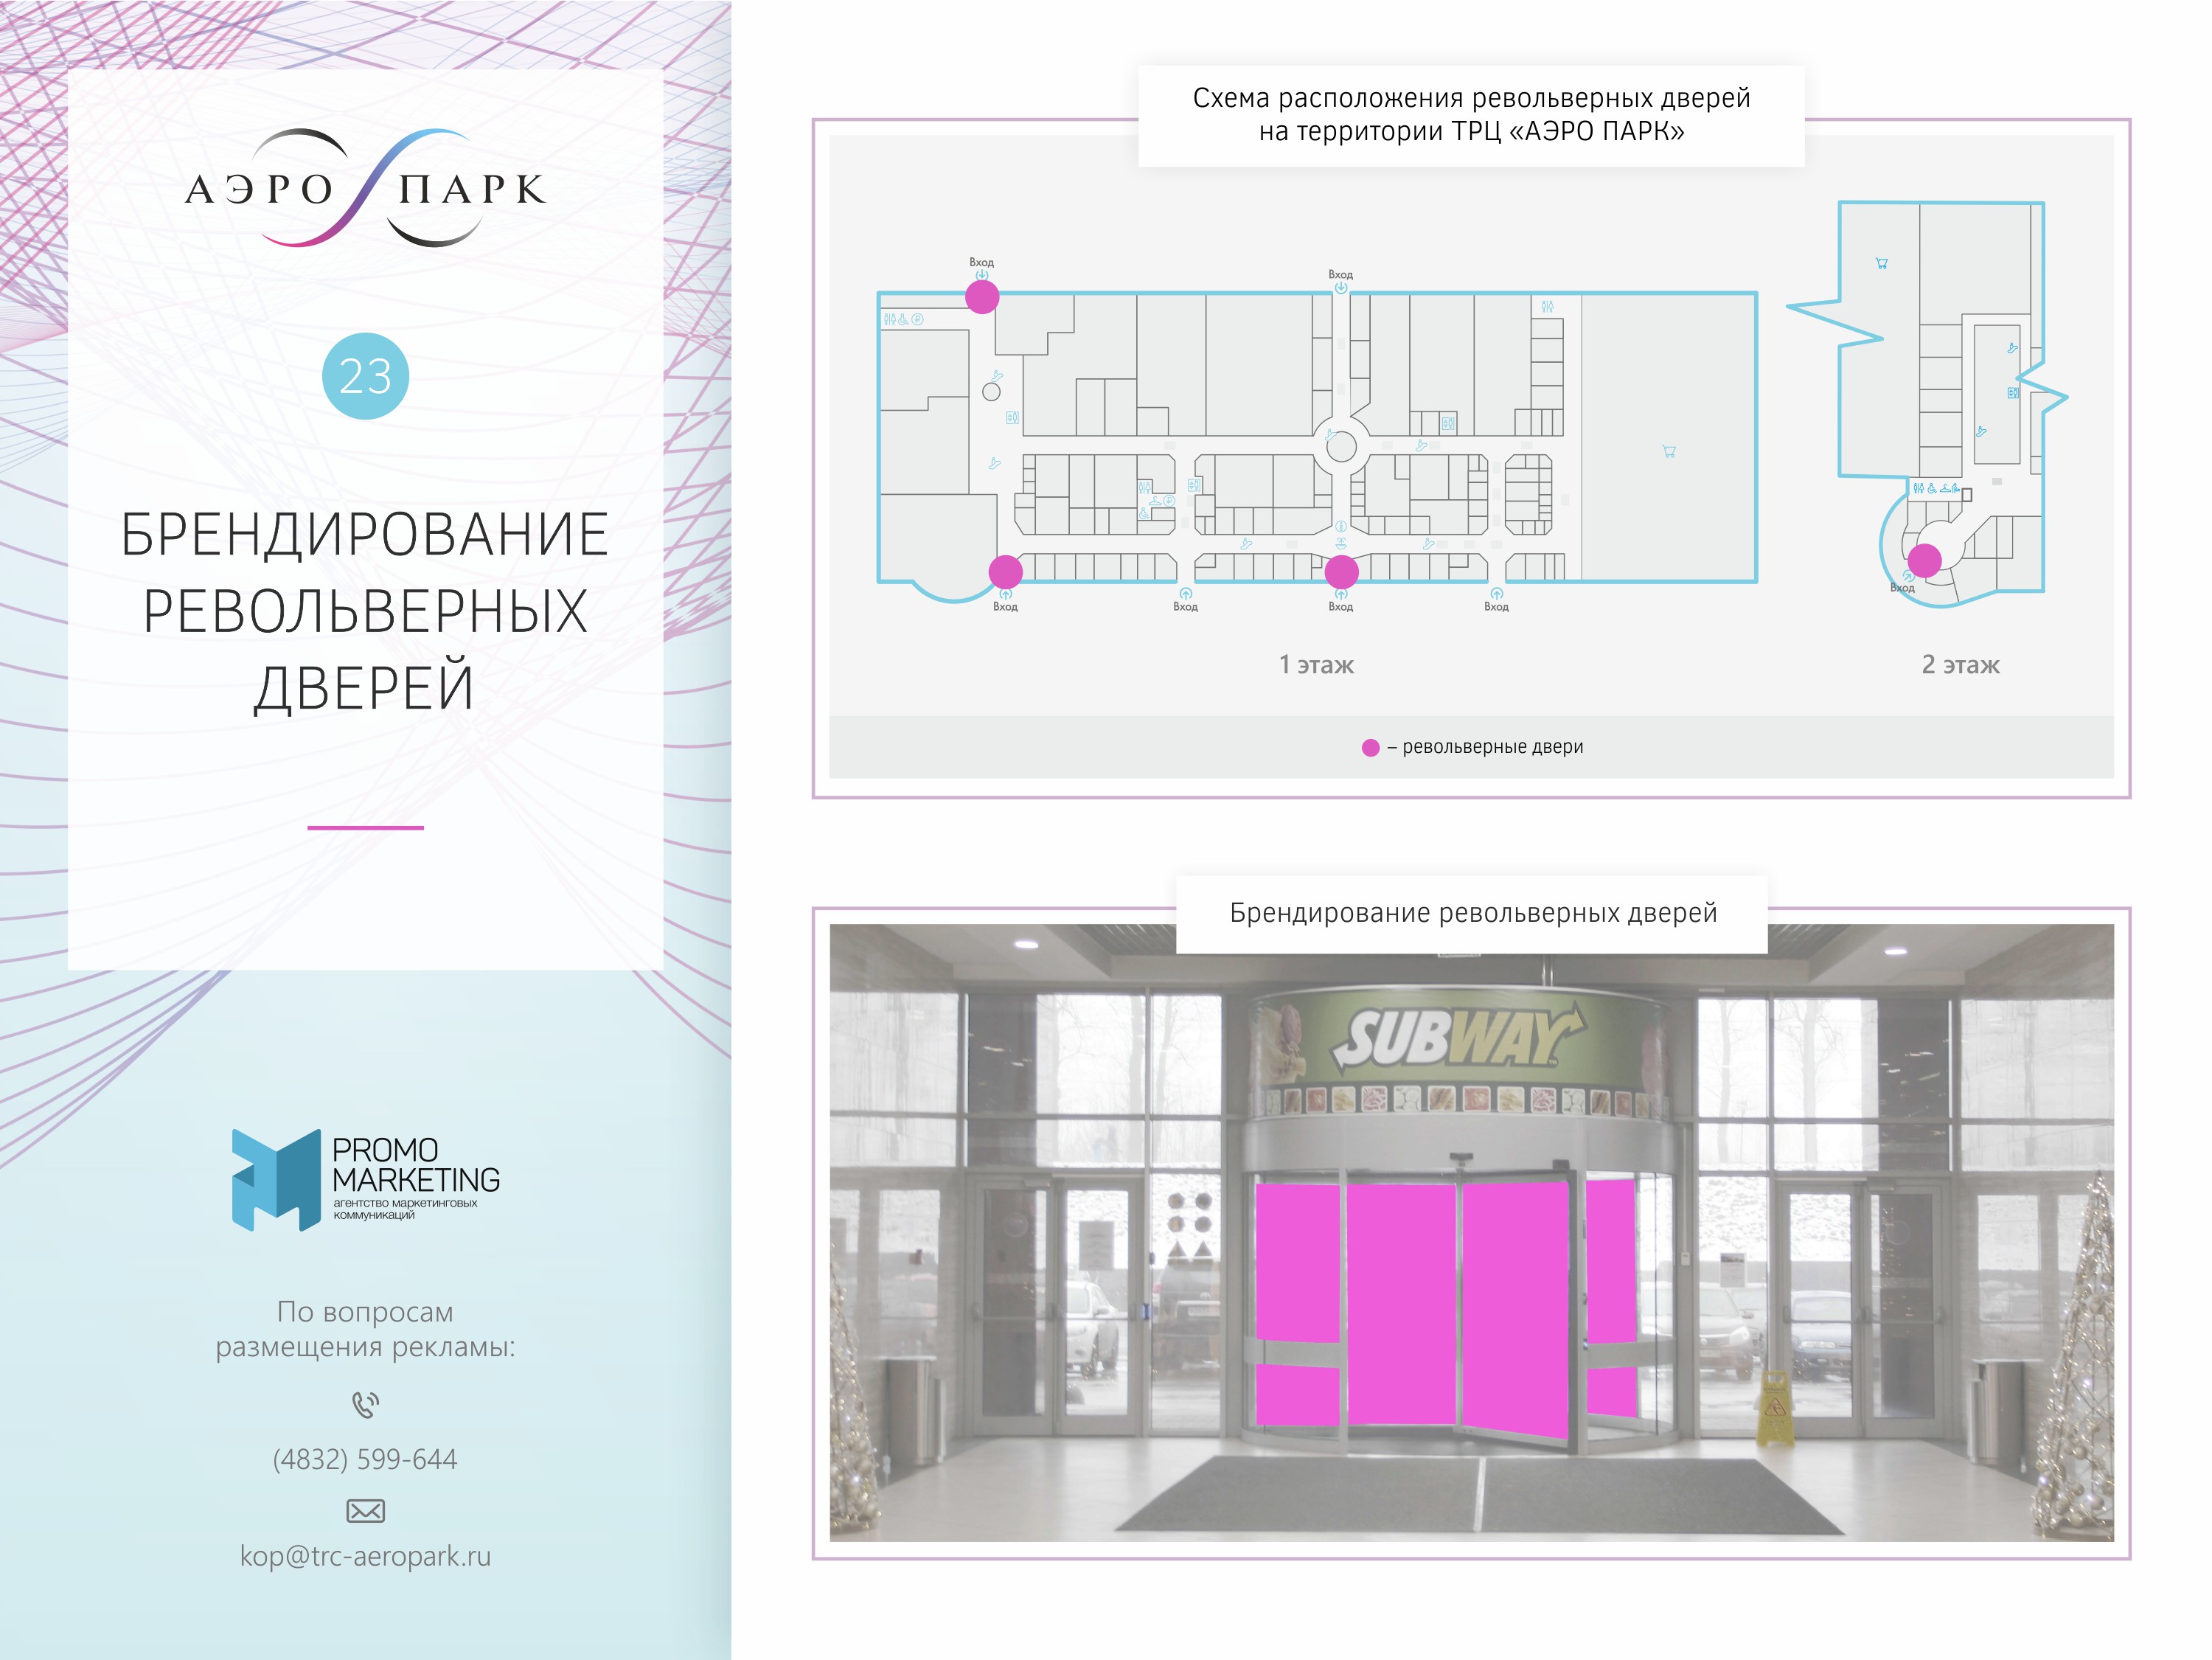 АЭРО ПАРК
23
БРЕНДИРОВАНИЕ
РЕВОЛЬВЕРНЫХ
ДВЕРЕЙ
PROMO
MARKETING
агентство маркетинговых
коммуникаций
По вопросам
размещения рекламы:
(4832) 599-644
kop@trc-aeropark.ru
Схема расположения револьверных дверей
на территории ТРЦ «АЭРО ПАРК»
Вход
Вход
Вход
Вход
Вход
Вход
Вход
1 этаж
2 этаж
– револьверные двери
Брендирование револьверных дверей
SUBWAY